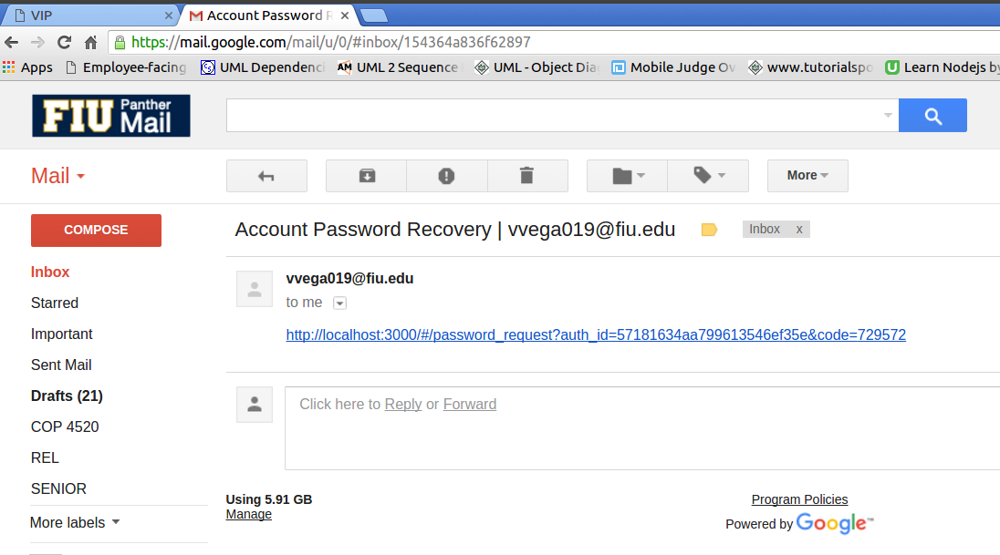 VIP
Account Password R
https://mail.google.com/mail/u/0/#inbox/154364a836f62897
Apps Employee-facing UML Dependenci UML 2 Sequence UML - Object Dia Mobile Judge Ov www.tutorialspo Learn Nodejs by
FIU Panther Mail
Mail
More
COMPOSE
Account Password Recovery | vvega019@fiu.edu Inbox x
Inbox
vvega019@fiu.edu
Starred
to me
Important
http://localhost:3000/#/password_request?auth_id=57181634aa799613546ef35e&code=729572
Sent Mail
Drafts (21)
Click here to Reply or Forward
COP 4520
REL
SENIOR
Using 5.91 GB
Manage
Program Policies
Powered by Google™
More labels